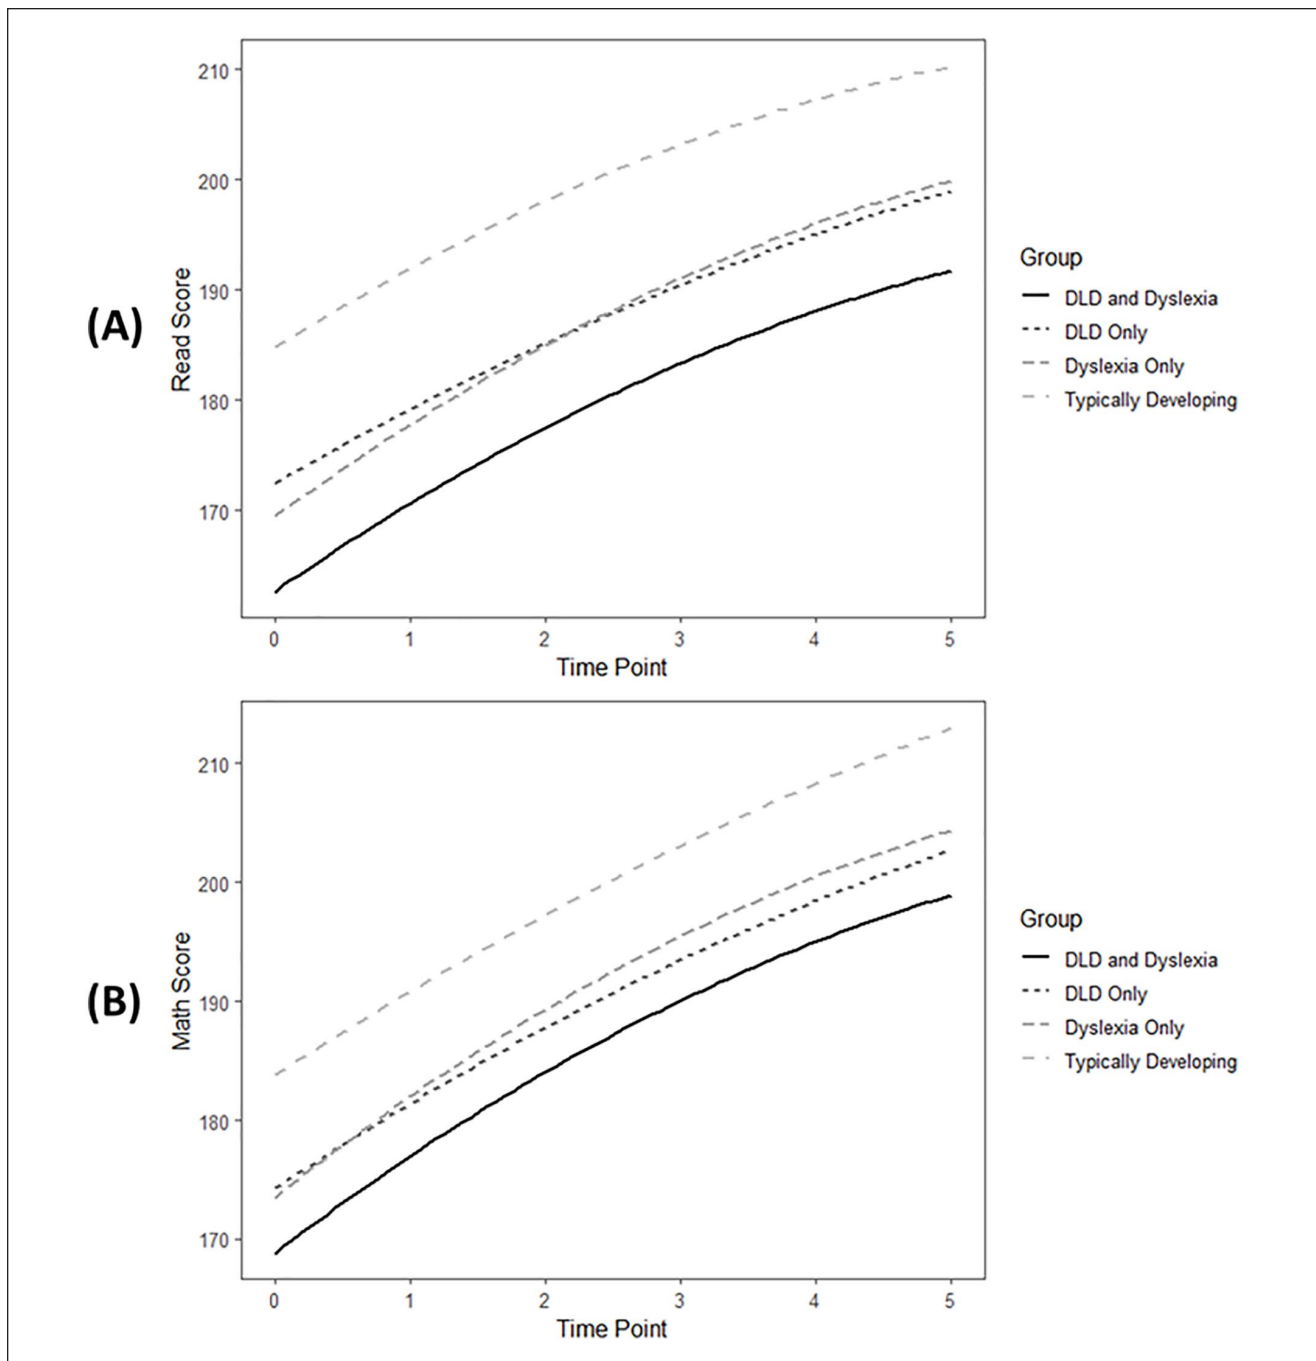 (A)
Read Score
210
200
190
180
170
0 1 2 3 4 5
Time Point
Group
DLD and Dyslexia
DLD Only
Dyslexia Only
Typically Developing
(B)
Math Score
210
200
190
180
170
0 1 2 3 4 5
Time Point
Group
DLD and Dyslexia
DLD Only
Dyslexia Only
Typically Developing